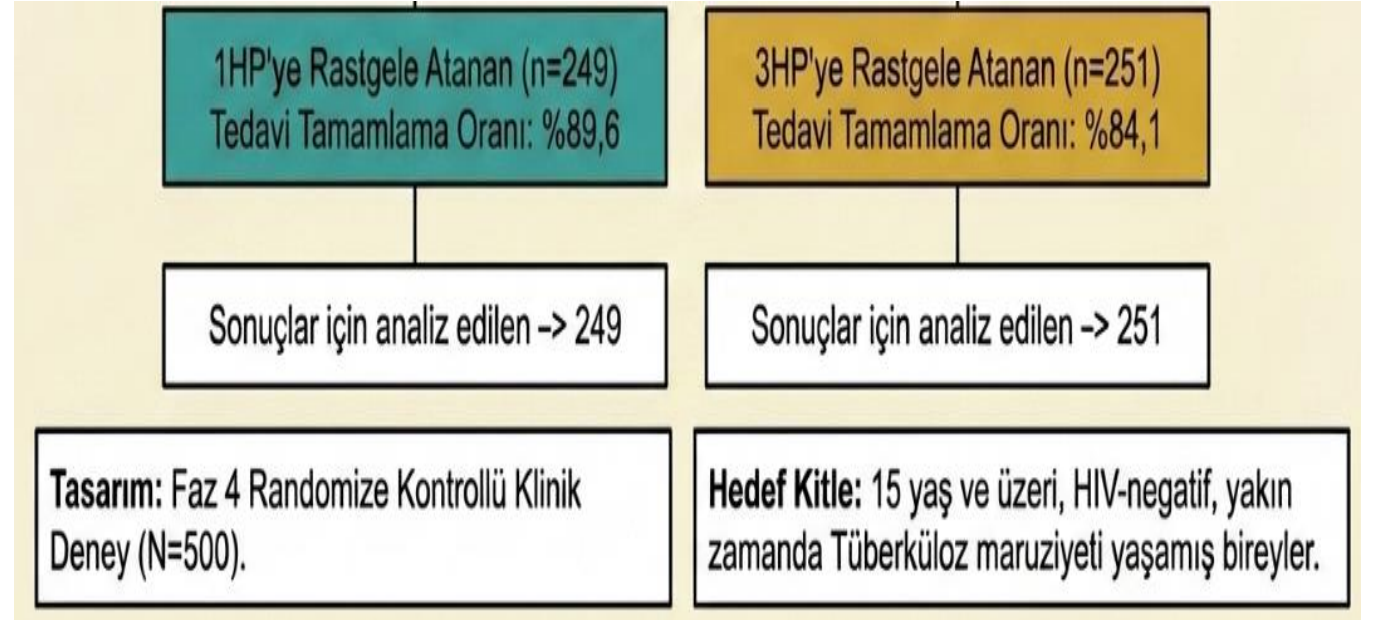 1HP'ye Rastgele Atanan (n=249)
Tedavi Tamamlama Oranı: %89,6
3HP'ye Rastgele Atanan (n=251)
Tedavi Tamamlama Oranı: %84,1
Sonuçlar için analiz edilen –> 249
Sonuçlar için analiz edilen –> 251
Tasarım: Faz 4 Randomize Kontrollü Klinik
Deney (N=500).
Hedef Kitle: 15 yaş ve üzeri, HIV-negatif, yakın
zamanda Tüberküloz maruziyeti yaşamış bireyler.